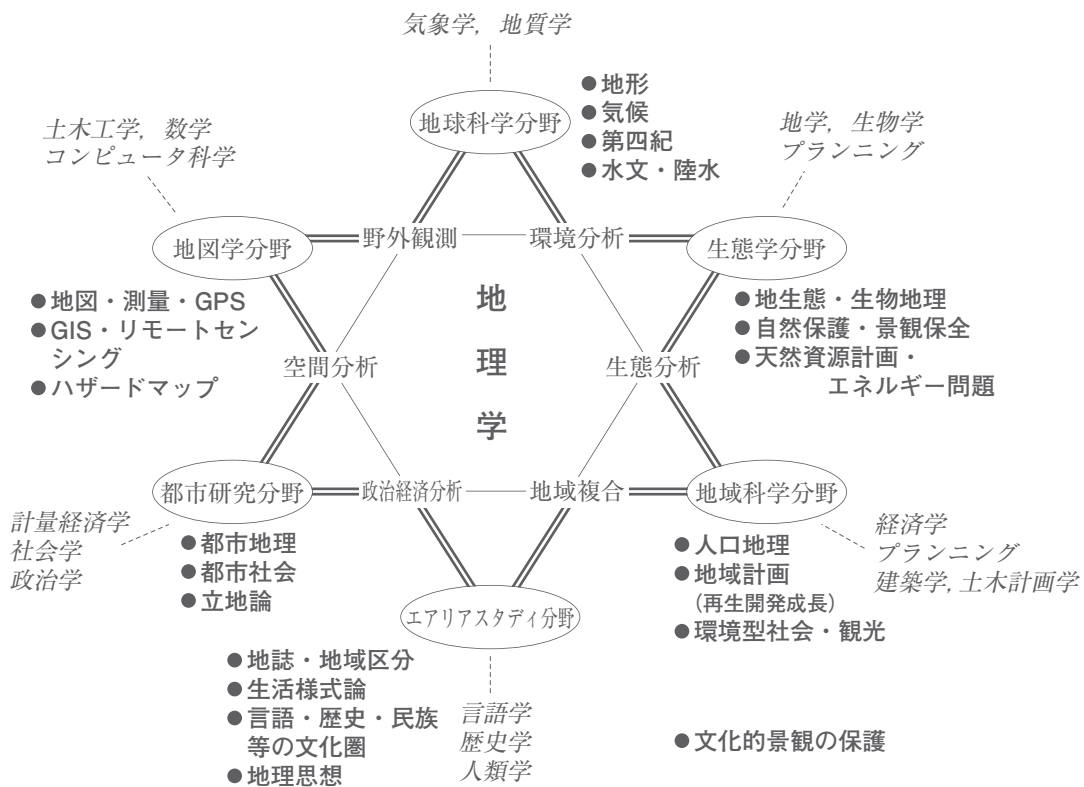 気象学，地質学
地球科学分野
●地形
●気候
●第四紀
●水文・陸水
土木工学，数学
コンピュータ科学
地図学分野
●地図・測量・GPS
●GIS・リモートセン
シング
●ハザードマップ
地学，生物学
プランニング
生態学分野
●地生態・生物地理
●自然保護・景観保全
●天然資源計画・
エネルギー問題
野外観測
環境分析
地
理
学
空間分析
生態分析
政治経済分析
地域複合
都市研究分野
計量経済学
社会学
政治学
●都市地理
●都市社会
●立地論
地域科学分野
経済学
プランニング
建築学，土木計画学
●人口地理
●地域計画
（再生開発成長）
●環境型社会・観光
エアリアスタディ分野
●地誌・地域区分
●生活様式論
●言語・歴史・民族
等の文化圏
●地理思想
言語学
歴史学
人類学
●文化的景観の保護